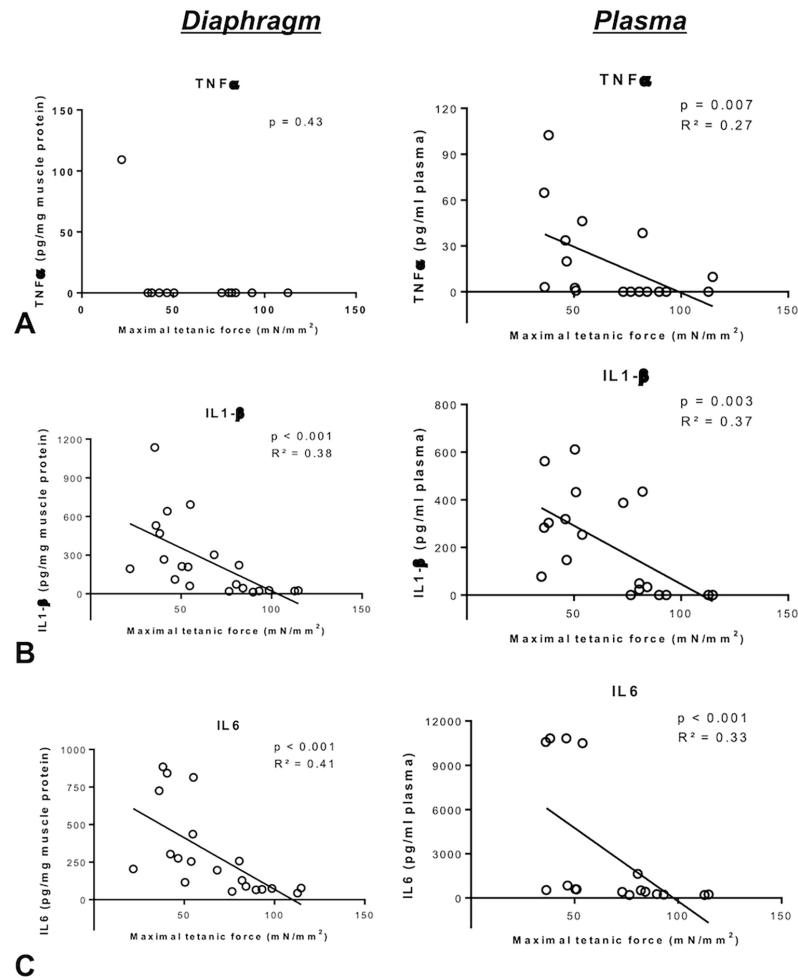 Diaphragm
Plasma
TNFα
p = 0.43
150
100
50
0
TNFα (pg/mg muscle protein)
0 50 100 150
Maximal tetanic force (mN/mm²)
A
TNFα
p = 0.007
R² = 0.27
120
90
60
30
0
TNFα (pg/ml plasma)
50 100 150
Maximal tetanic force (mN/mm²)
IL1-β
p < 0.001
R² = 0.38
1200
900
600
300
0
IL1-β (pg/mg muscle protein)
50 100 150
Maximal tetanic force (mN/mm²)
B
IL1-β
p = 0.003
R² = 0.37
800
600
400
200
0
IL1-β (pg/ml plasma)
50 100 150
Maximal tetanic force (mN/mm²)
IL6
p < 0.001
R² = 0.41
1000
750
500
250
0
IL6 (pg/mg muscle protein)
50 100 150
Maximal tetanic force (mN/mm²)
C
IL6
p < 0.001
R² = 0.33
12000
9000
6000
3000
0
IL6 (pg/ml plasma)
50 100 150
Maximal tetanic force (mN/mm²)